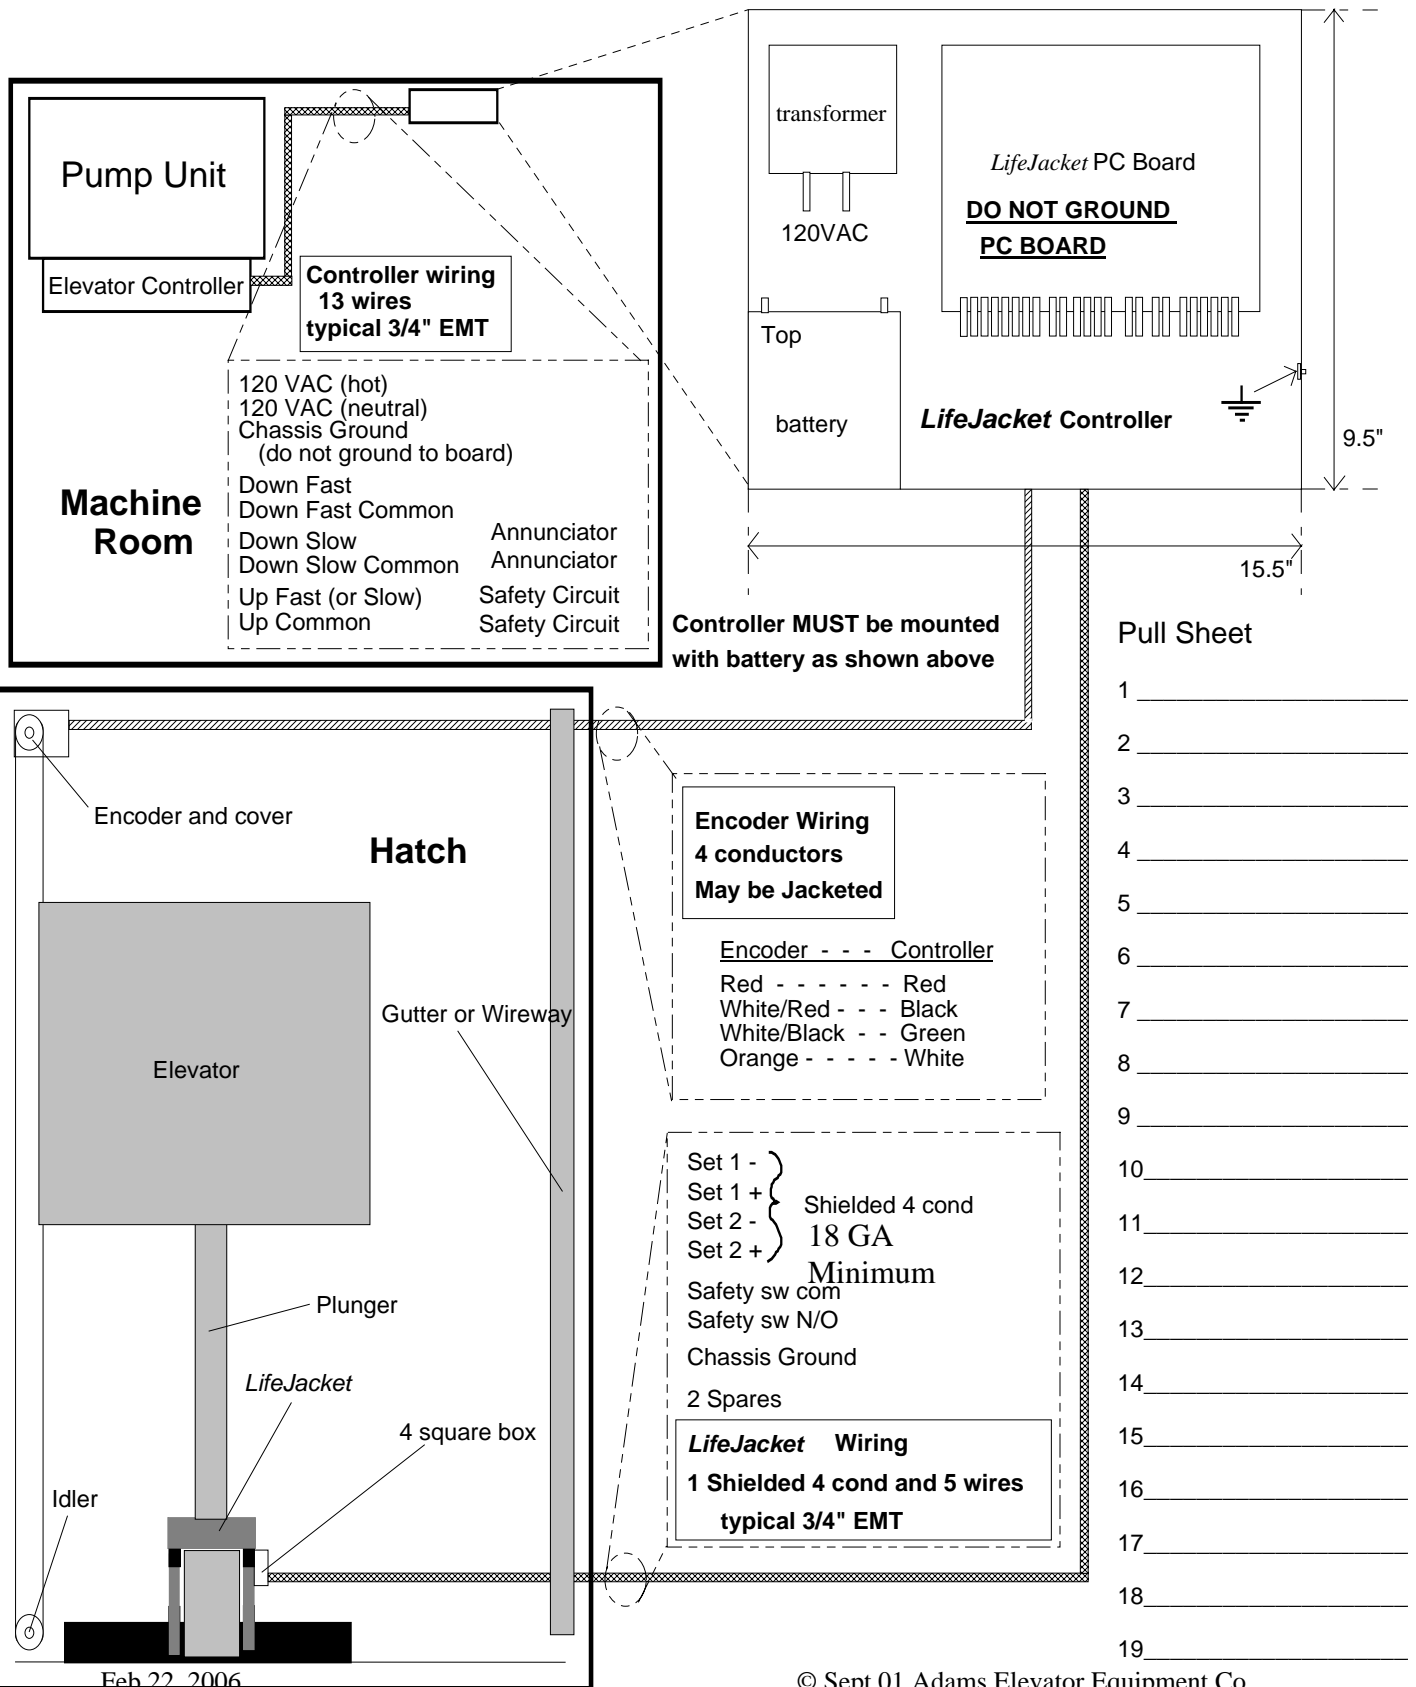 transformer
LifeJacket PC Board
DO NOT GROUND
PC BOARD
120VAC
Top
battery
LifeJacket Controller
9.5"
15.5"
Pump Unit
Elevator Controller
Controller wiring
13 wires
typical 3/4" EMT
120 VAC (hot)
120 VAC (neutral)
Chassis Ground
(do not ground to board)
Down Fast
Down Fast Common
Down Slow
Down Slow Common
Up Fast (or Slow)
Up Common
Annunciator
Annunciator
Safety Circuit
Safety Circuit
Machine
Room
Controller MUST be mounted
with battery as shown above
Pull Sheet
1
2
3
4
5
6
7
8
9
10
11
12
13
14
15
16
17
18
19
Encoder and cover
Hatch
Elevator
Gutter or Wireway
Plunger
LifeJacket
4 square box
Idler
Encoder Wiring
4 conductors
May be Jacketed
Encoder - - - Controller
Red - - - - - - Red
White/Red - - - Black
White/Black - - Green
Orange - - - - - White
Set 1 -
Set 1 +
Set 2 -
Set 2 +
Shielded 4 cond
18 GA
Minimum
Safety sw com
Safety sw N/O
Chassis Ground
2 Spares
LifeJacket Wiring
1 Shielded 4 cond and 5 wires
typical 3/4" EMT
Feb 22, 2006
© Sept 01 Adams Elevator Equipment Co